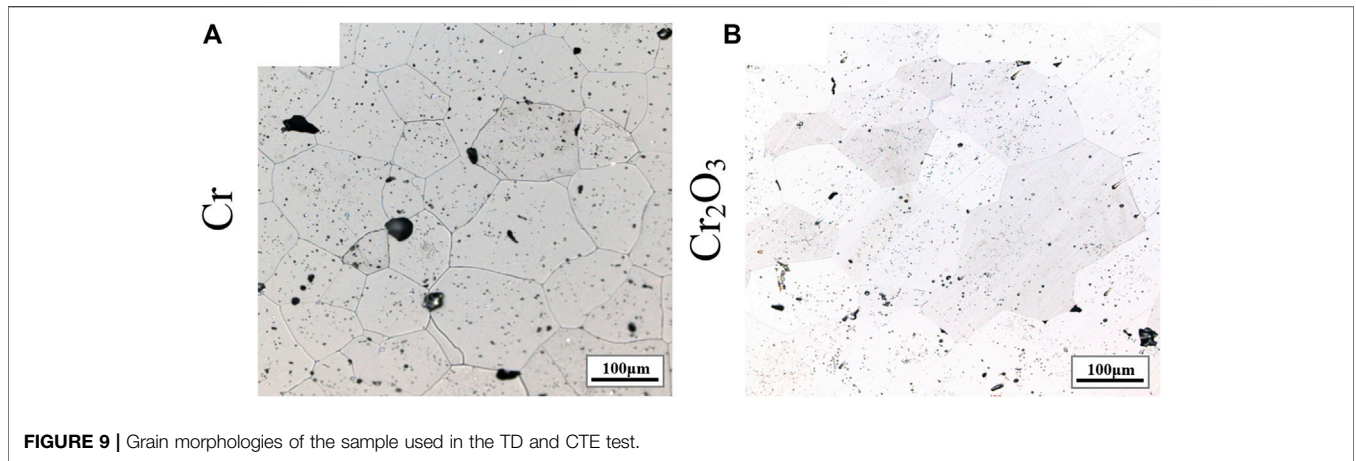 A
B
Cr
Cr2O3
100µm
100µm
FIGURE 9 | Grain morphologies of the sample used in the TD and CTE test.